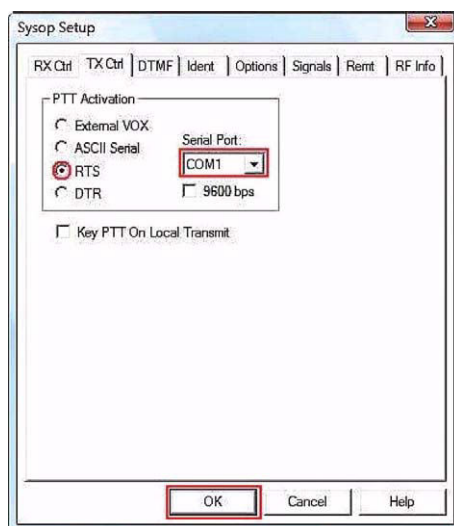 Sysop Setup
RX Ctrl TX Ctrl DTMF Ident Options Signals Remt RF Info
PTT Activation
External VOX
ASCII Serial
Serial Port:
RTS
COM1
DTR
9600 bps
Key PTT On Local Transmit
OK Cancel Help